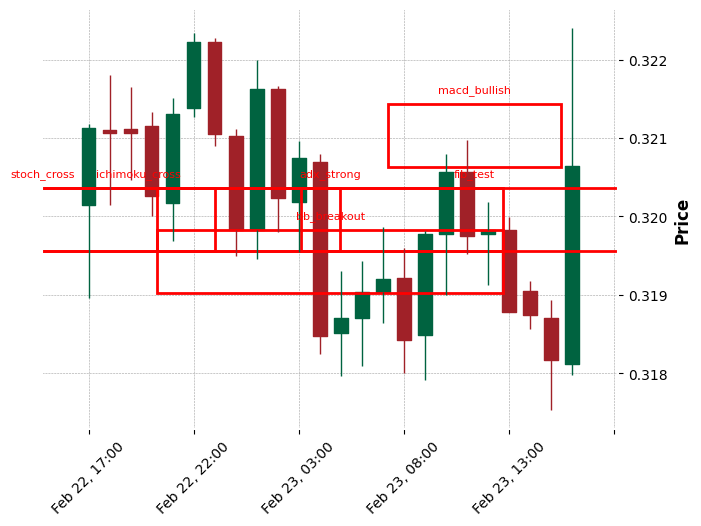 macd_bullish
stoch_cross
ichimoku_cross
adx_strong
fib_test
bb_breakout
0.322
0.321
0.320
0.319
0.318
Price
Feb 22, 17:00
Feb 22, 22:00
Feb 23, 03:00
Feb 23, 08:00
Feb 23, 13:00